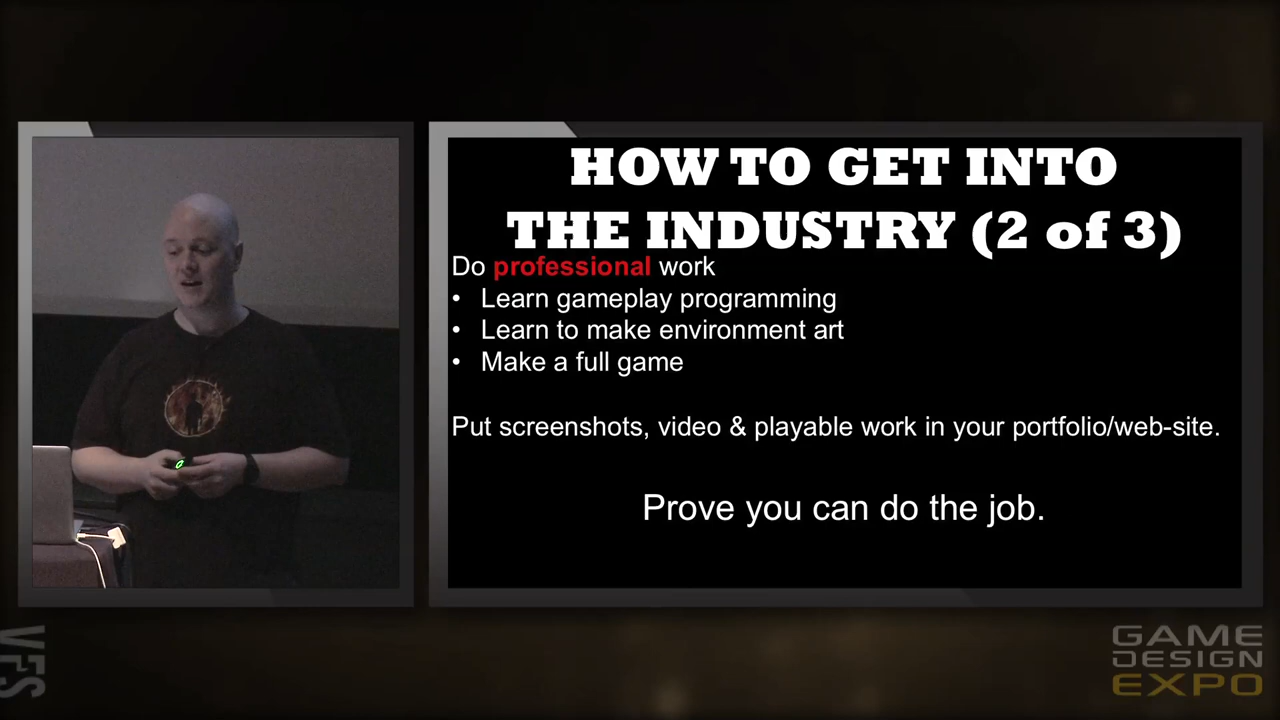 HOW TO GET INTO
THE INDUSTRY (2 of 3)
Do professional work
• Learn gameplay programming
• Learn to make environment art
• Make a full game
Put screenshots, video & playable work in your portfolio/web-site.
Prove you can do the job.
VFS
GAME
DESIGN
EXPO